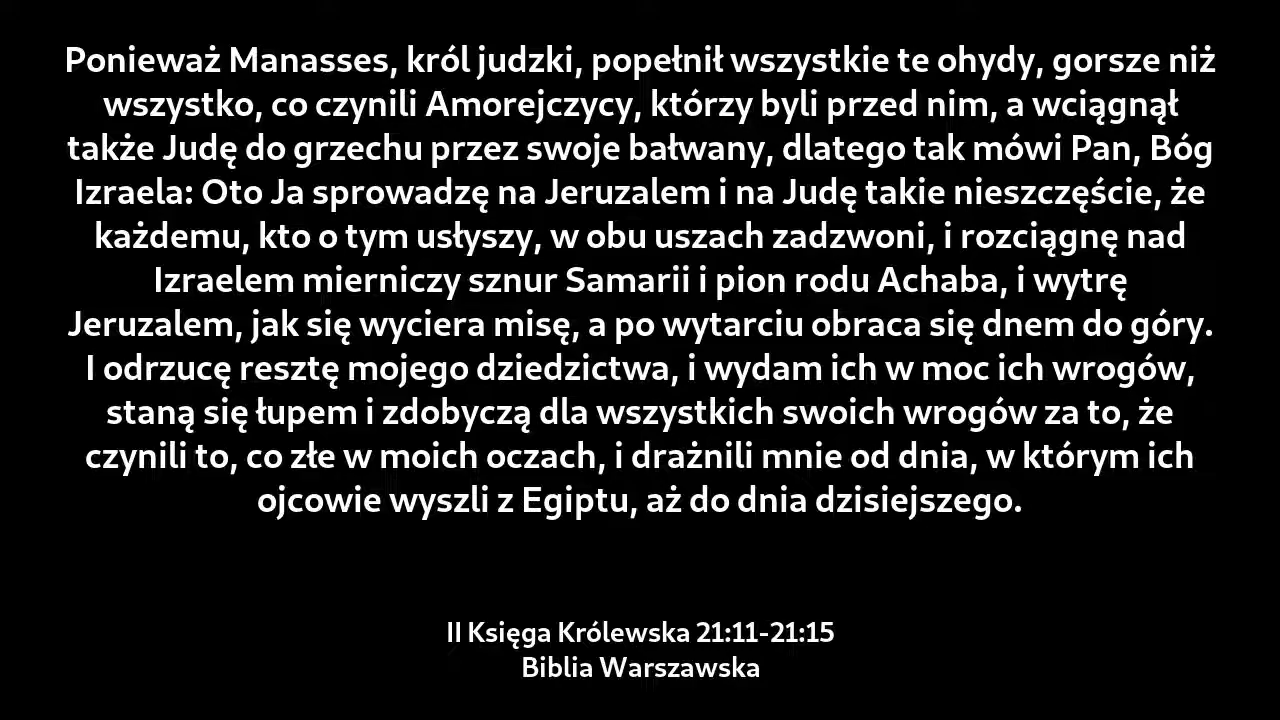 Ponieważ Manasses, król judzki, popełnił wszystkie te ohydy, gorsze niż
wszystko, co czynili Amorejczycy, którzy byli przed nim, a wciągnął
także Judę do grzechu przez swoje bałwany, dlatego tak mówi Pan, Bóg
Izraela: Oto Ja sprowadzę na Jeruzalem i na Judę takie nieszczęście, że
każdemu, kto o tym usłyszy, w obu uszach zadzwoni, i rozciągnę nad
Izraelem mierniczy sznur Samarii i pion rodu Achaba, i wytrę
Jeruzalem, jak się wyciera misę, a po wytarciu obraca się dnem do góry.
I odrzucę resztę mojego dziedzictwa, i wydam ich w moc ich wrogów,
staną się łupem i zdobyczą dla wszystkich swoich wrogów za to, że
czynili to, co złe w moich oczach, i drażnili mnie od dnia, w którym ich
ojcowie wyszli z Egiptu, aż do dnia dzisiejszego.
II Księga Królewska 21:11-21:15
Biblia Warszawska